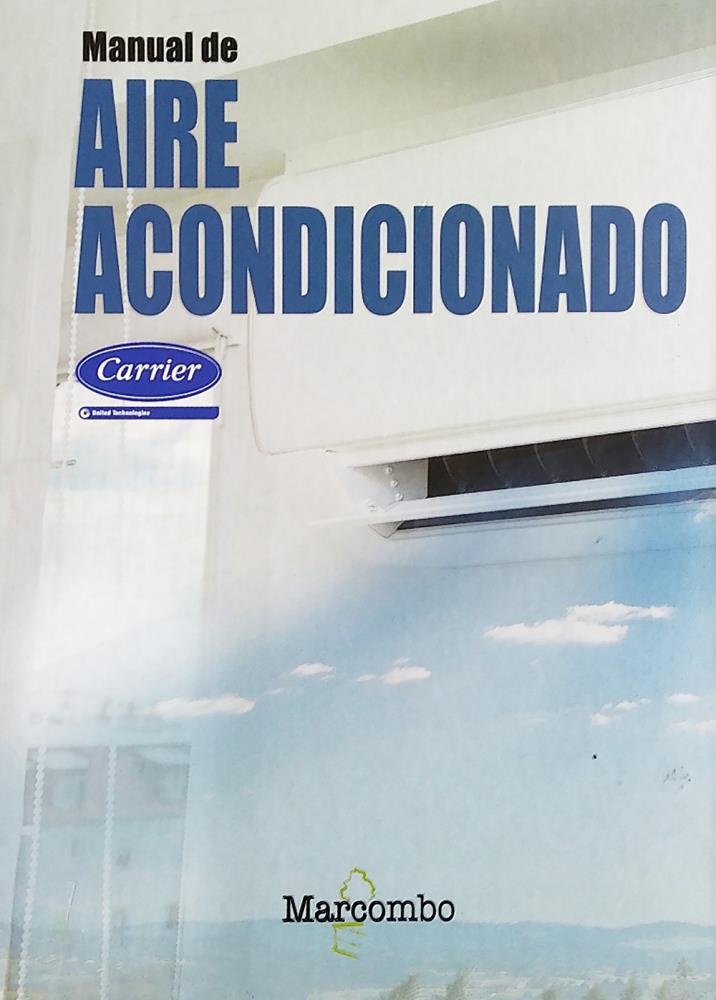 Manual de
AIRE
ACONDICIONADO
Carrier
United Technologies
Marcombo